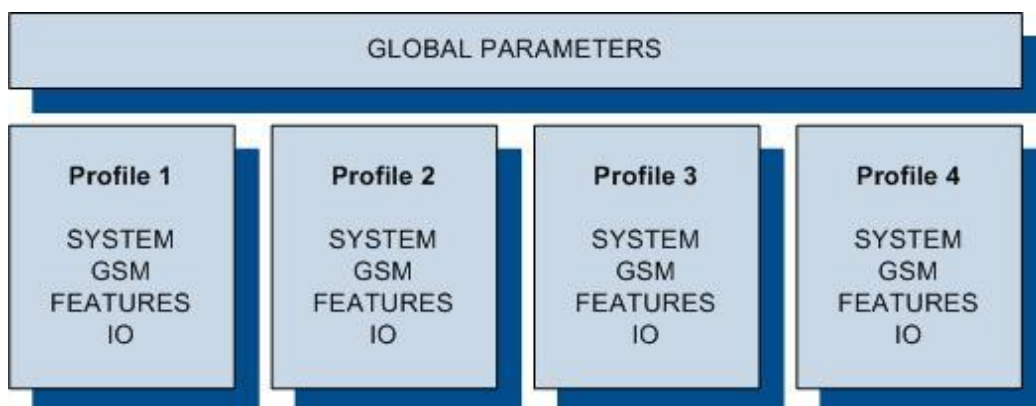 GLOBAL PARAMETERS
Profile 1
SYSTEM
GSM
FEATURES
IO
Profile 2
SYSTEM
GSM
FEATURES
IO
Profile 3
SYSTEM
GSM
FEATURES
IO
Profile 4
SYSTEM
GSM
FEATURES
IO